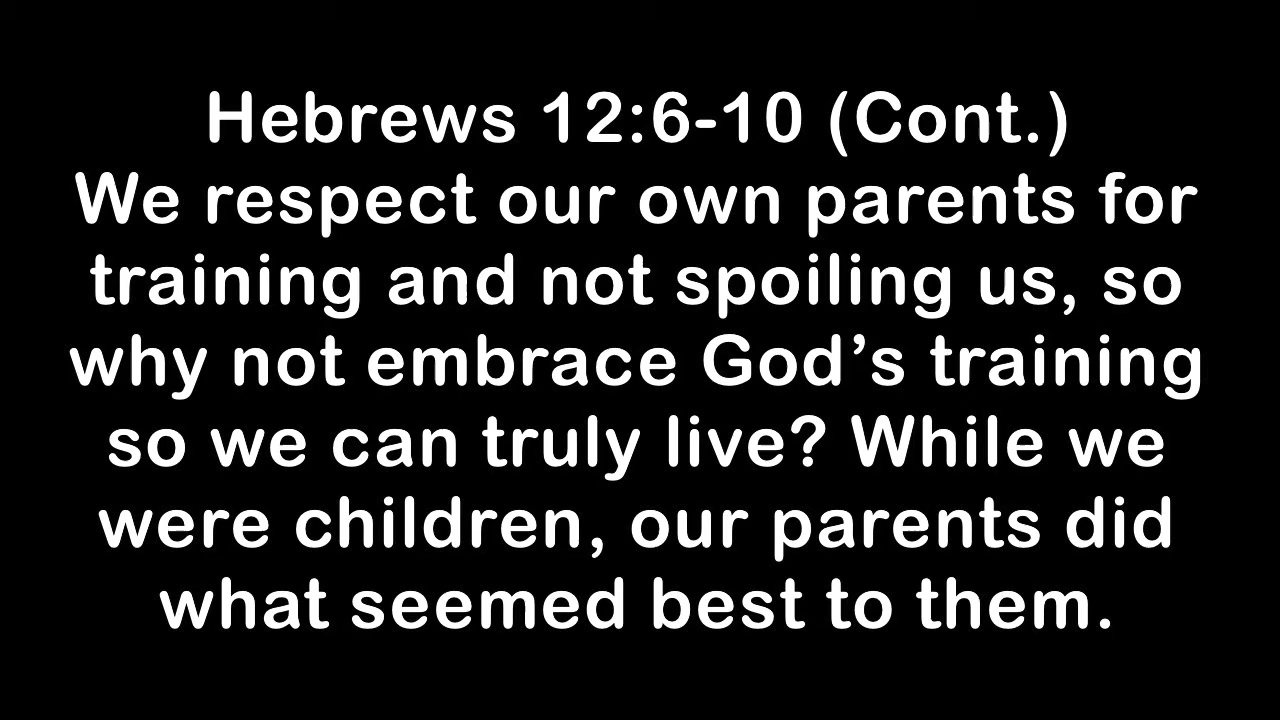 Hebrews 12:6-10 (Cont.)
We respect our own parents for
training and not spoiling us, so
why not embrace God’s training
so we can truly live? While we
were children, our parents did
what seemed best to them.